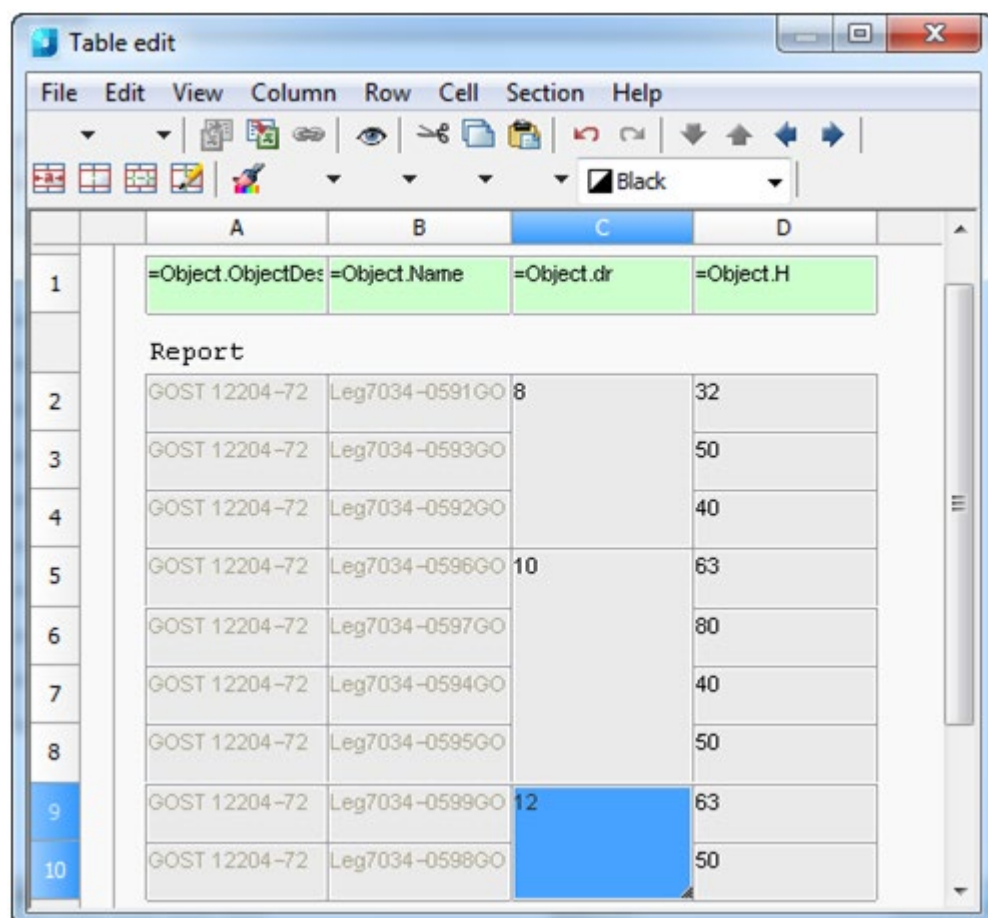 Table edit
File Edit View Column Row Cell Section Help
Black
A B C D
1 =Object.ObjectDes =Object.Name =Object.dr =Object.H
Report
2 GOST 12204-72 Leg7034-0591GO 8 32
3 GOST 12204-72 Leg7034-0593GO 50
4 GOST 12204-72 Leg7034-0592GO 40
5 GOST 12204-72 Leg7034-0596GO 10 63
6 GOST 12204-72 Leg7034-0597GO 80
7 GOST 12204-72 Leg7034-0594GO 40
8 GOST 12204-72 Leg7034-0595GO 50
9 GOST 12204-72 Leg7034-0599GO 12 63
10 GOST 12204-72 Leg7034-0598GO 50